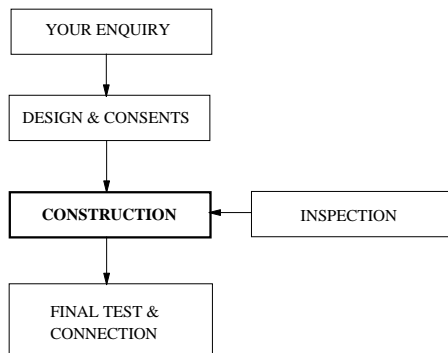 YOUR ENQUIRY
DESIGN & CONSENTS
CONSTRUCTION
INSPECTION
FINAL TEST &
CONNECTION